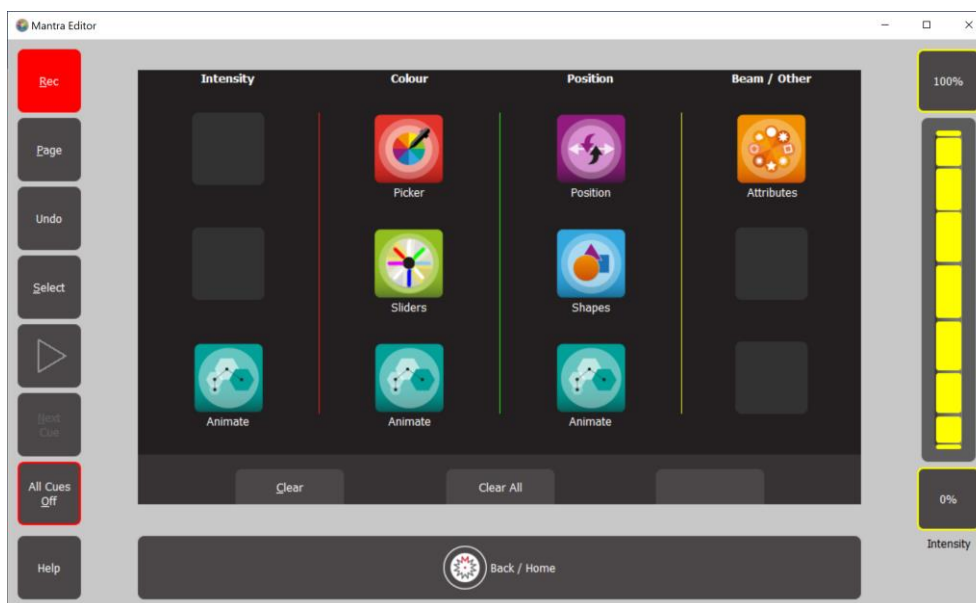 Mantra Editor
Rec
Page
Undo
Select
Next
Cue
All Cues
Off
Help
Intensity
Colour
Position
Beam / Other
Picker
Position
Attributes
Sliders
Shapes
Animate
Animate
Animate
Clear
Clear All
Back / Home
100%
0%
Intensity